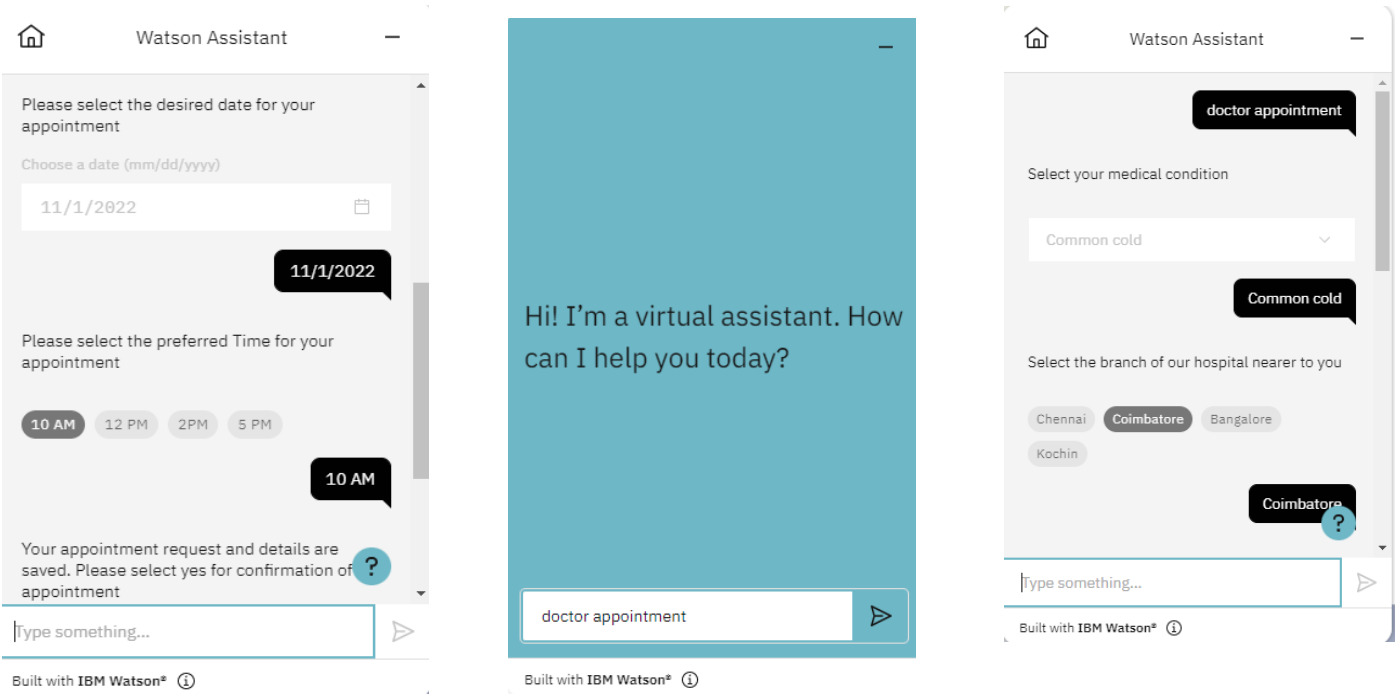 Watson Assistant
Please select the desired date for your
appointment
Choose a date (mm/dd/yyyy)
11/1/2022
11/1/2022
Please select the preferred Time for your
appointment
10 AM 12 PM 2PM 5 PM
10 AM
Your appointment request and details are
saved. Please select yes for confirmation of
appointment
?
Type something...
Built with IBM Watson®
Hi! I’m a virtual assistant. How
can I help you today?
doctor appointment
Built with IBM Watson®
Watson Assistant
doctor appointment
Select your medical condition
Common cold
Common cold
Select the branch of our hospital nearer to you
Chennai Coimbatore Bangalore
Kochin
Coimbatore
?
Type something...
Built with IBM Watson®